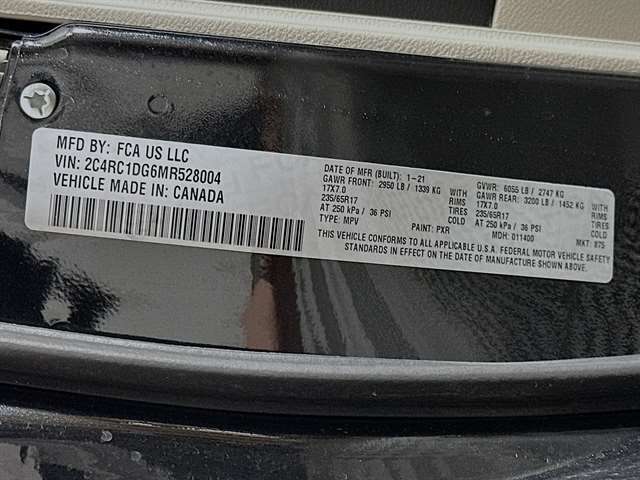 MFD BY: FCA US LLC
VIN: 2C4RC1DG6MR528004
VEHICLE MADE IN: CANADA
DATE OF MFR (BUILT): 1-21
GAWR FRONT: 2950 LB / 1339 KG
17X7.0 RIMS
235/65R17 TIRES
AT 250 kPa / 36 PSI COLD
TYPE: MPV PAINT: PXR
GVWR: 6055 LB / 2747 KG
GAWR REAR: 3200 LB / 1452 KG
17X7.0 RIMS
235/65R17 TIRES
AT 250 kPa / 36 PSI COLD
MDH: 011400 MKT: 875
THIS VEHICLE CONFORMS TO ALL APPLICABLE U.S.A. FEDERAL MOTOR VEHICLE SAFETY
STANDARDS IN EFFECT ON THE DATE OF MANUFACTURE SHOWN ABOVE.